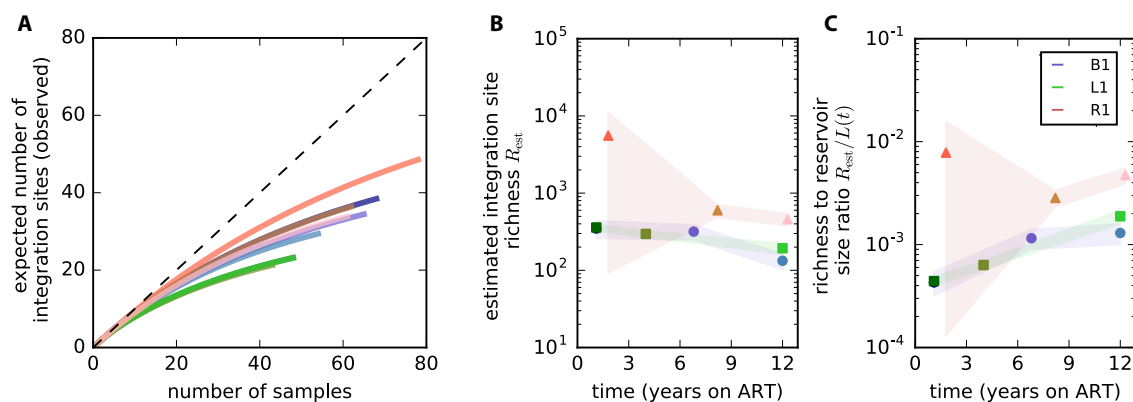 A
80
60
40
20
0
0 20 40 60 80
expected number of
integration sites (observed)
number of samples
B
10^5
10^4
10^3
10^2
10^1
0 3 6 9 12
estimated integration site
richness R_est
time (years on ART)
C
10^-1
10^-2
10^-3
10^-4
0 3 6 9 12
richness to reservoir
size ratio R_est/L(t)
time (years on ART)
B1
L1
R1